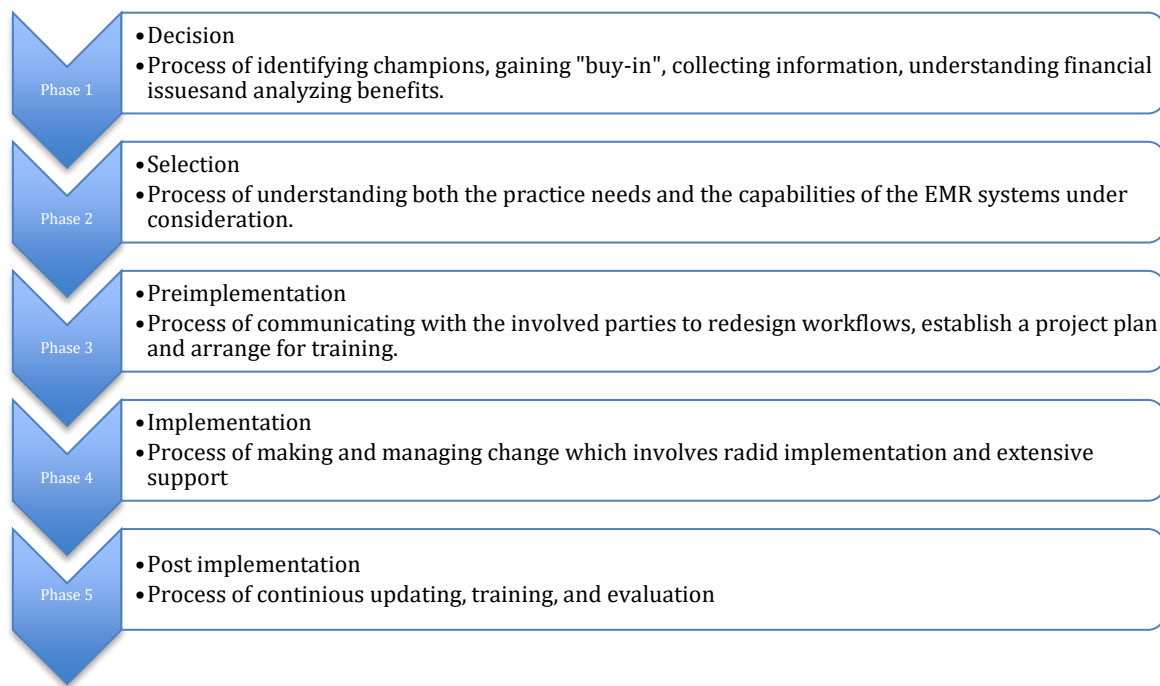 Phase 1
•Decision
•Process of identifying champions, gaining "buy-in", collecting information, understanding financial
issuesand analyzing benefits.
Phase 2
•Selection
•Process of understanding both the practice needs and the capabilities of the EMR systems under
consideration.
Phase 3
•Preimplementation
•Process of communicating with the involved parties to redesign workflows, establish a project plan
and arrange for training.
Phase 4
•Implementation
•Process of making and managing change which involves radid implementation and extensive
support
Phase 5
•Post implementation
•Process of continious updating, training, and evaluation